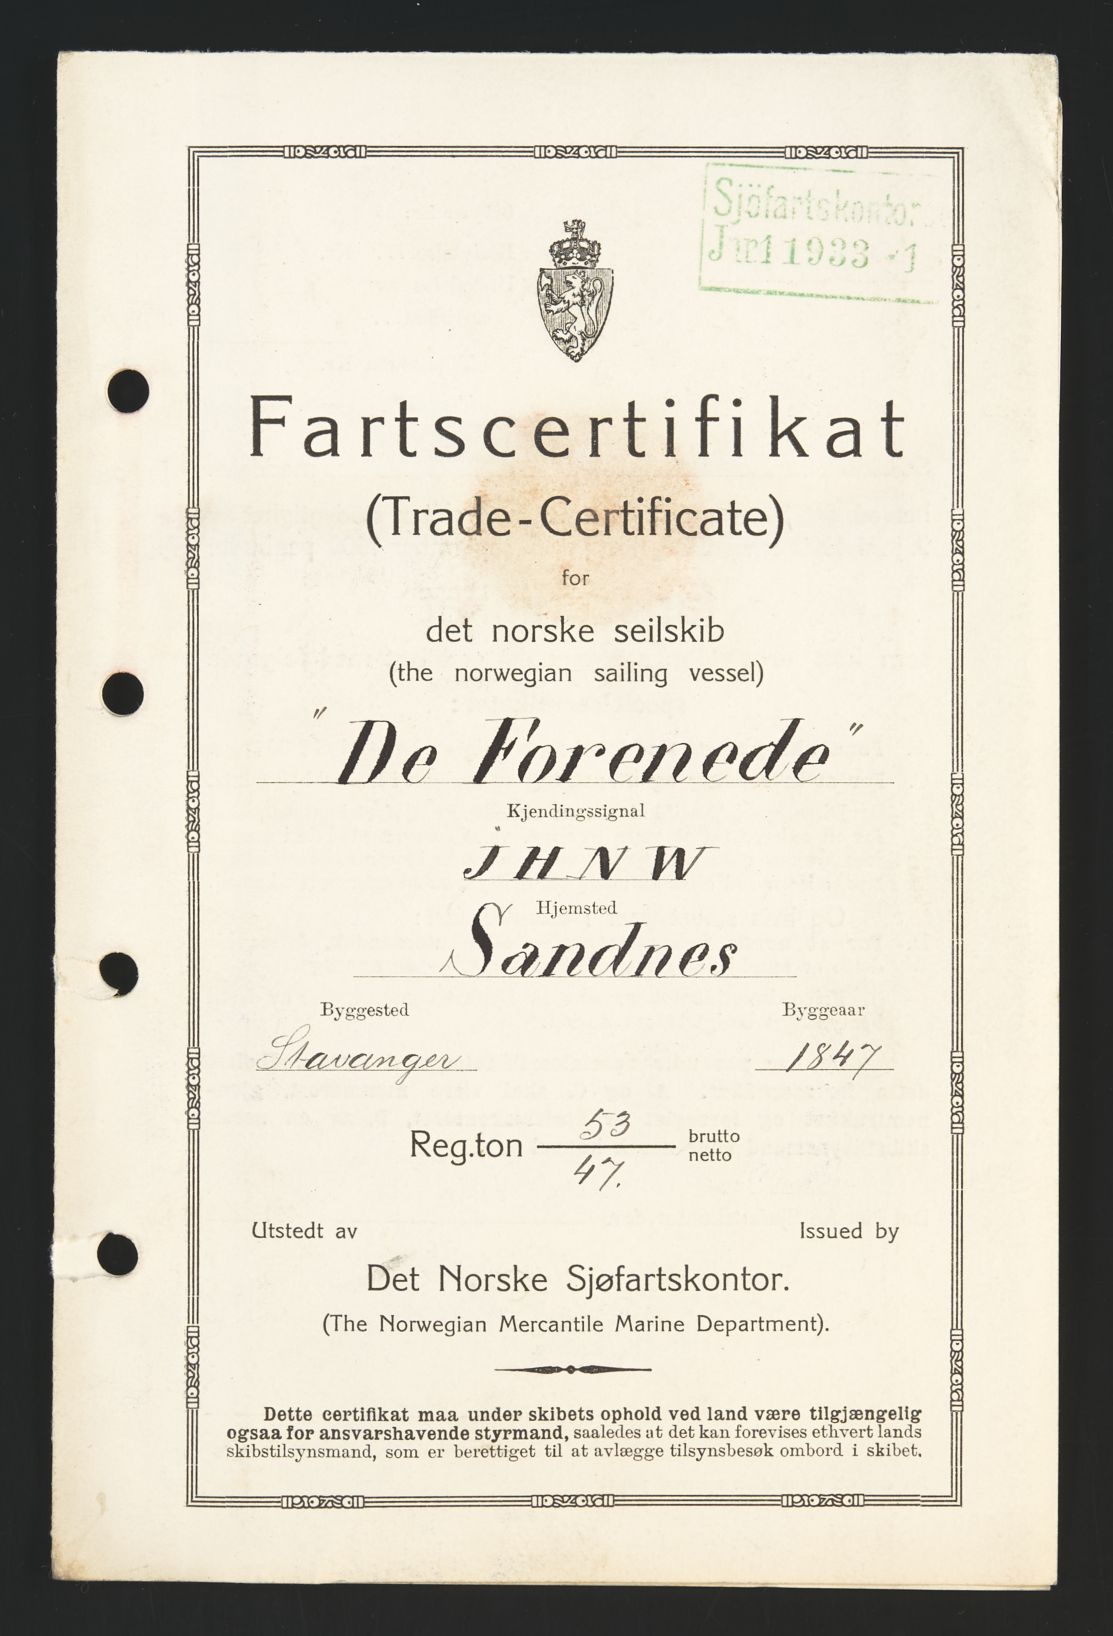 Sjöfartskontor
1933
Fartscertifikat
(Trade-Certificate)
for
det norske seilskib
(the norwegian sailing vessel)
"De Forenede"
Kjendingssignal
JHNW
Hjemsted
Sandnes
Byggested Byggeaar
Stavanger 1847
Reg.ton 53 brutto
47. netto
Utstedt av Issued by
Det Norske Sjøfartskontor.
(The Norwegian Mercantile Marine Department).
Dette certifikat maa under skibets ophold ved land være tilgjængelig
ogsaa for ansvarshavende styrmand, saaledes at det kan forevises ethvert lands
skibstilsynsmand, som er berettiget til at avlægge tilsynsbesøk ombord i skibet.